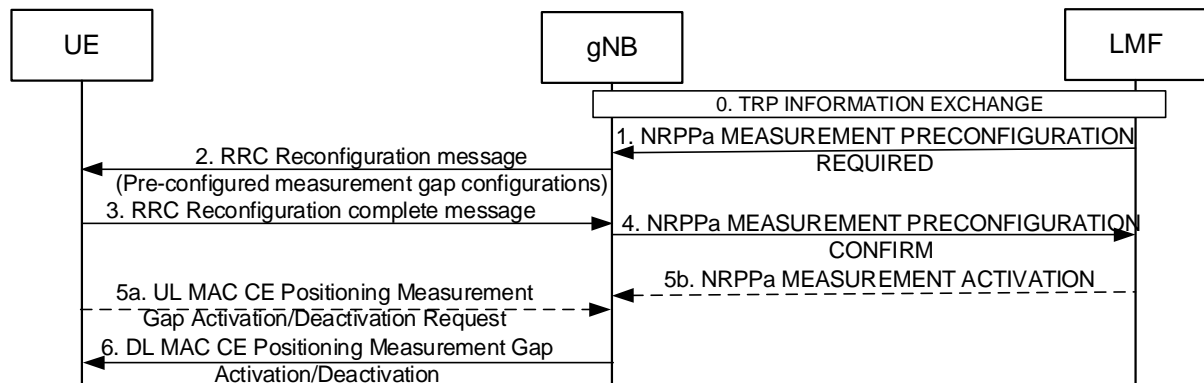 UE
gNB
LMF
0. TRP INFORMATION EXCHANGE
1. NRPPa MEASUREMENT PRECONFIGURATION
REQUIRED
2. RRC Reconfiguration message
(Pre-configured measurement gap configurations)
3. RRC Reconfiguration complete message
4. NRPPa MEASUREMENT PRECONFIGURATION
CONFIRM
5a. UL MAC CE Positioning Measurement
Gap Activation/Deactivation Request
5b. NRPPa MEASUREMENT ACTIVATION
6. DL MAC CE Positioning Measurement Gap
Activation/Deactivation